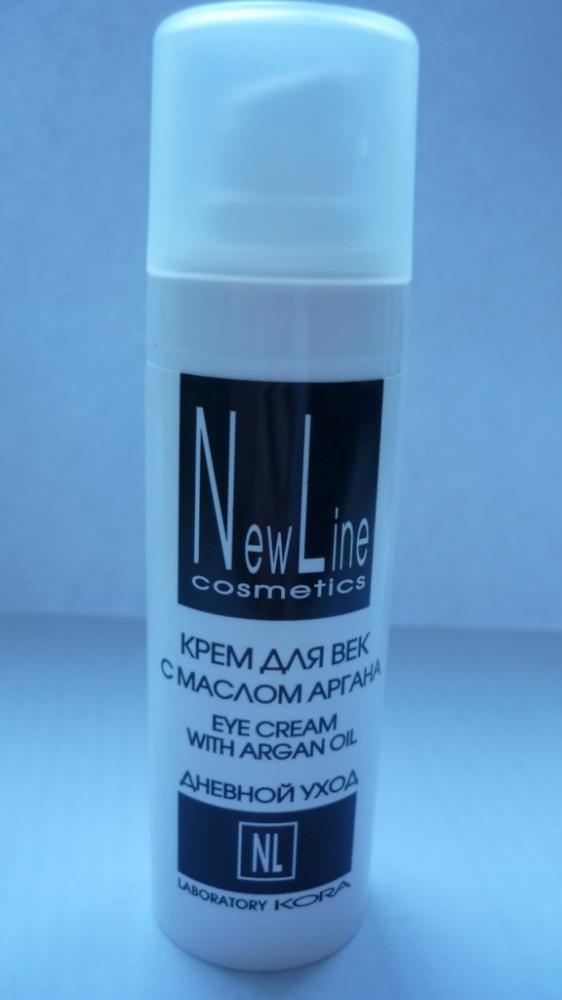 NewLine
cosmetics
КРЕМ ДЛЯ ВЕК
С МАСЛОМ АРГАНА
EYE CREAM
WITH ARGAN OIL
ДНЕВНОЙ УХОД
NL
LABORATORY KORA